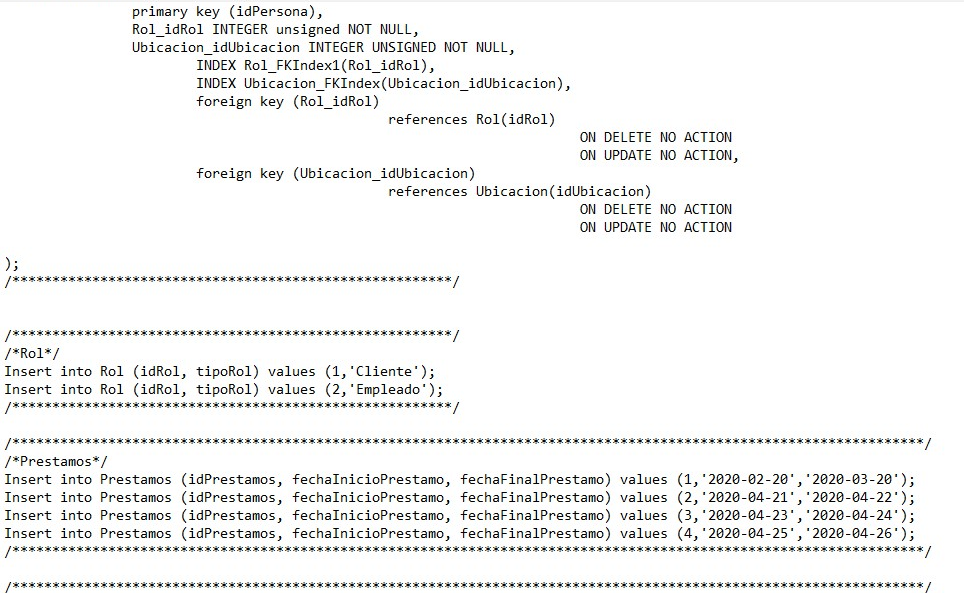 primary key (idPersona),
Rol_idRol INTEGER unsigned NOT NULL,
Ubicacion_idUbicacion INTEGER UNSIGNED NOT NULL,
INDEX Rol_FKIndex1(Rol_idRol),
INDEX Ubicacion_FKIndex(Ubicacion_idUbicacion),
foreign key (Rol_idRol)
references Rol(idRol)
ON DELETE NO ACTION
ON UPDATE NO ACTION,
foreign key (Ubicacion_idUbicacion)
references Ubicacion(idUbicacion)
ON DELETE NO ACTION
ON UPDATE NO ACTION
);
/*******************************************************/
/*******************************************************/
/*Rol*/
Insert into Rol (idRol, tipoRol) values (1,'Cliente');
Insert into Rol (idRol, tipoRol) values (2,'Empleado');
/*******************************************************/
/******************************************************************************************************************/
/*Prestamos*/
Insert into Prestamos (idPrestamos, fechaInicioPrestamo, fechaFinalPrestamo) values (1,'2020-02-20','2020-03-20');
Insert into Prestamos (idPrestamos, fechaInicioPrestamo, fechaFinalPrestamo) values (2,'2020-04-21','2020-04-22');
Insert into Prestamos (idPrestamos, fechaInicioPrestamo, fechaFinalPrestamo) values (3,'2020-04-23','2020-04-24');
Insert into Prestamos (idPrestamos, fechaInicioPrestamo, fechaFinalPrestamo) values (4,'2020-04-25','2020-04-26');
/******************************************************************************************************************/
/******************************************************************************************************************/